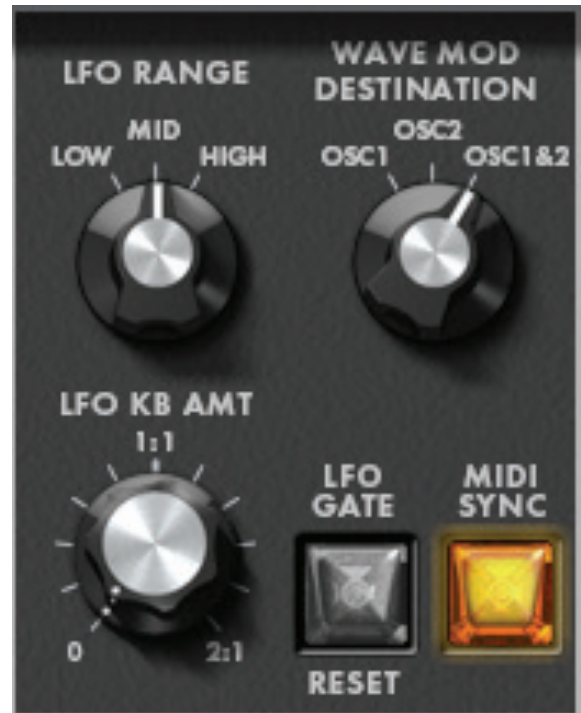 LFO RANGE
WAVE MOD
DESTINATION
LOW
MID
HIGH
OSC1
OSC2
OSC1&2
LFO KB AMT
1:1
0
2:1
LFO
GATE
RESET
MIDI
SYNC